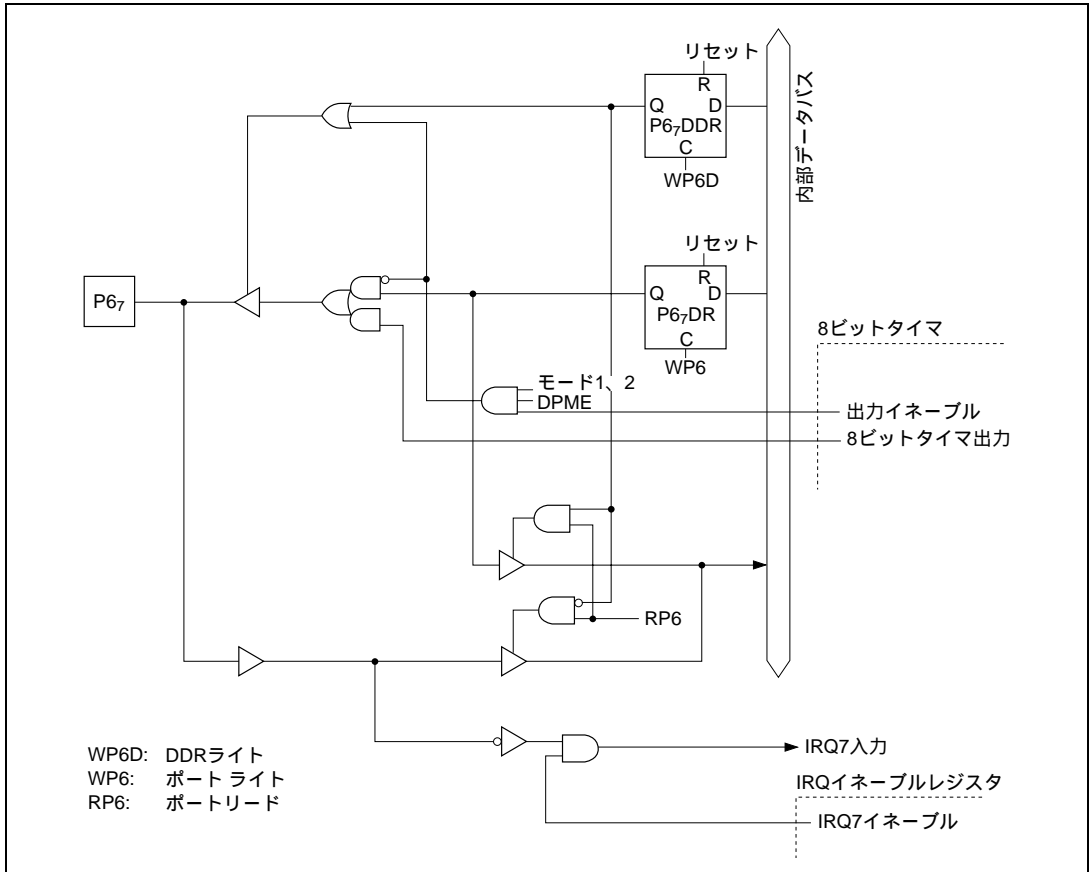 リセット
R
Q D
P6₇DDR
C
WP6D
内部データバス
リセット
R
Q D
P6₇DR
C
WP6
P6₇
8ビットタイマ
モード1、2
DPME
出力イネーブル
8ビットタイマ出力
RP6
IRQ7入力
IRQイネーブルレジスタ
IRQ7イネーブル
WP6D: DDRライト
WP6: ポート ライト
RP6: ポートリード